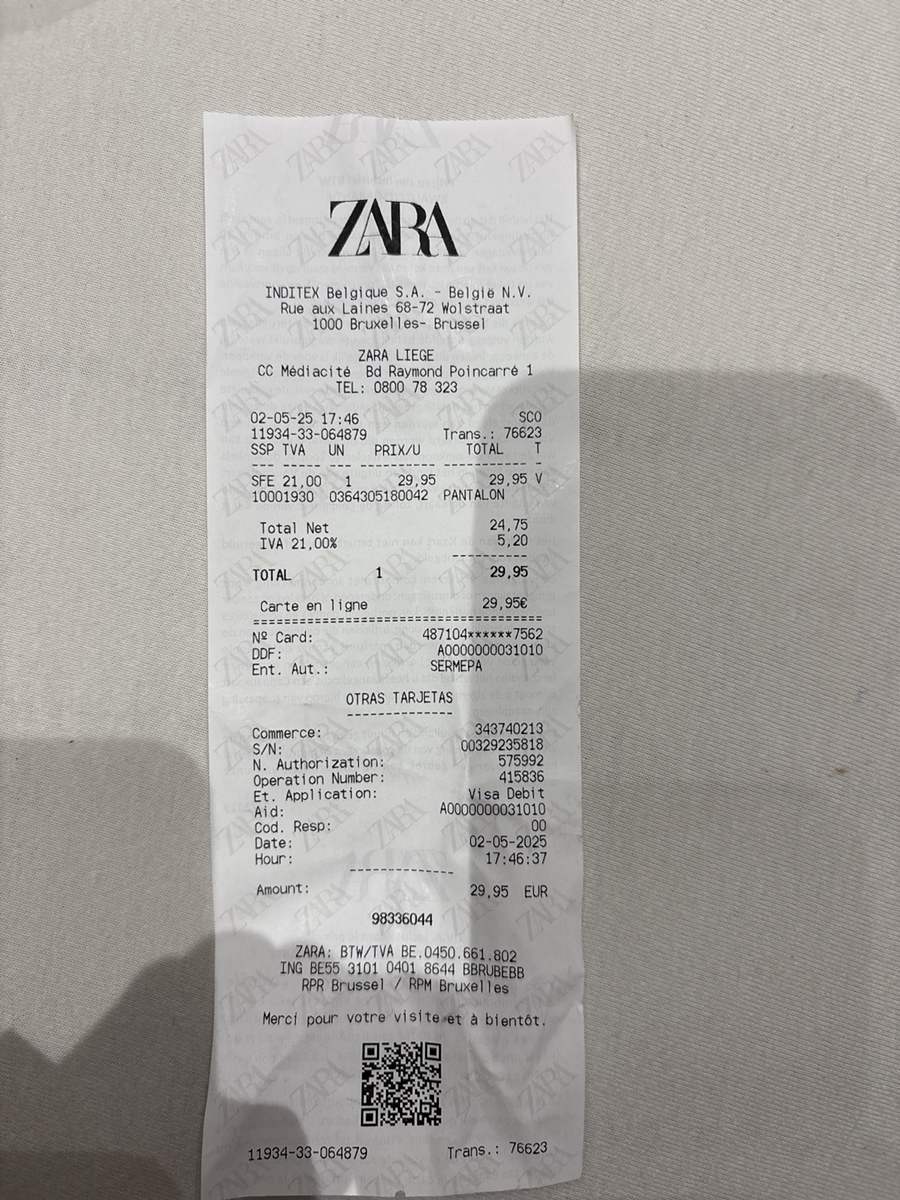 ZARA
INDITEX Belgique S.A. - België N.V.
Rue aux Laines 68-72 Wolstraat
1000 Bruxelles- Brussel
ZARA LIEGE
CC Médiacité Bd Raymond Poincarré 1
TEL: 0800 78 323
02-05-25 17:46 SCO
11934-33-064879 Trans.: 76623
SSP TVA UN PRIX/U TOTAL T
SFE 21,00 1 29,95 29,95 V
10001930 0364305180042 PANTALON
Total Net 24,75
IVA 21,00% 5,20
TOTAL 1 29,95
Carte en ligne 29,95€
Nº Card: 487104******7562
DDF: A0000000031010
Ent. Aut.: SERMEPA
OTRAS TARJETAS
Commerce: 343740213
S/N: 00329235818
N. Authorization: 575992
Operation Number: 415836
Et. Application: Visa Debit
Aid: A0000000031010
Cod. Resp: 00
Date: 02-05-2025
Hour: 17:46:37
Amount: 29,95 EUR
98336044
ZARA: BTW/TVA BE.0450.661.802
ING BE55 3101 0401 8644 BBRUBEBB
RPR Brussel / RPM Bruxelles
Merci pour votre visite et à bientôt.
11934-33-064879 Trans.: 76623